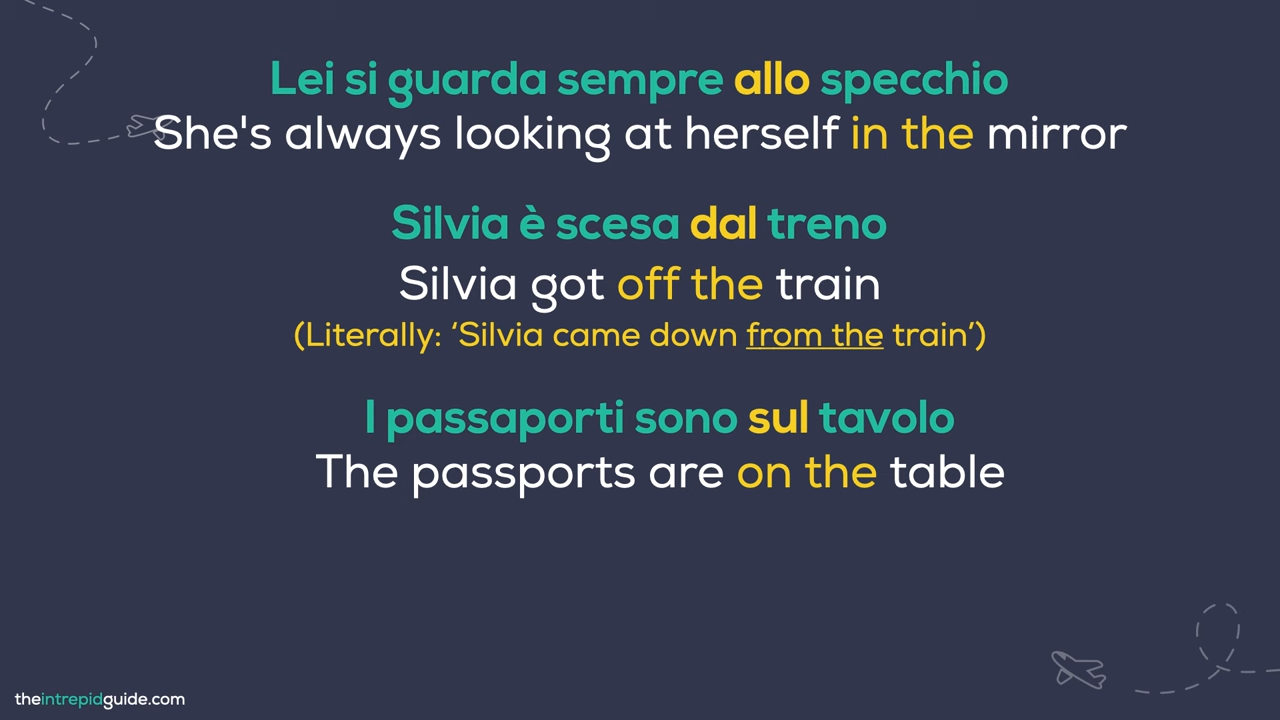 Lei si guarda sempre allo specchio
She's always looking at herself in the mirror
Silvia è scesa dal treno
Silvia got off the train
(Literally: ‘Silvia came down from the train’)
I passaporti sono sul tavolo
The passports are on the table
theintrepidguide.com